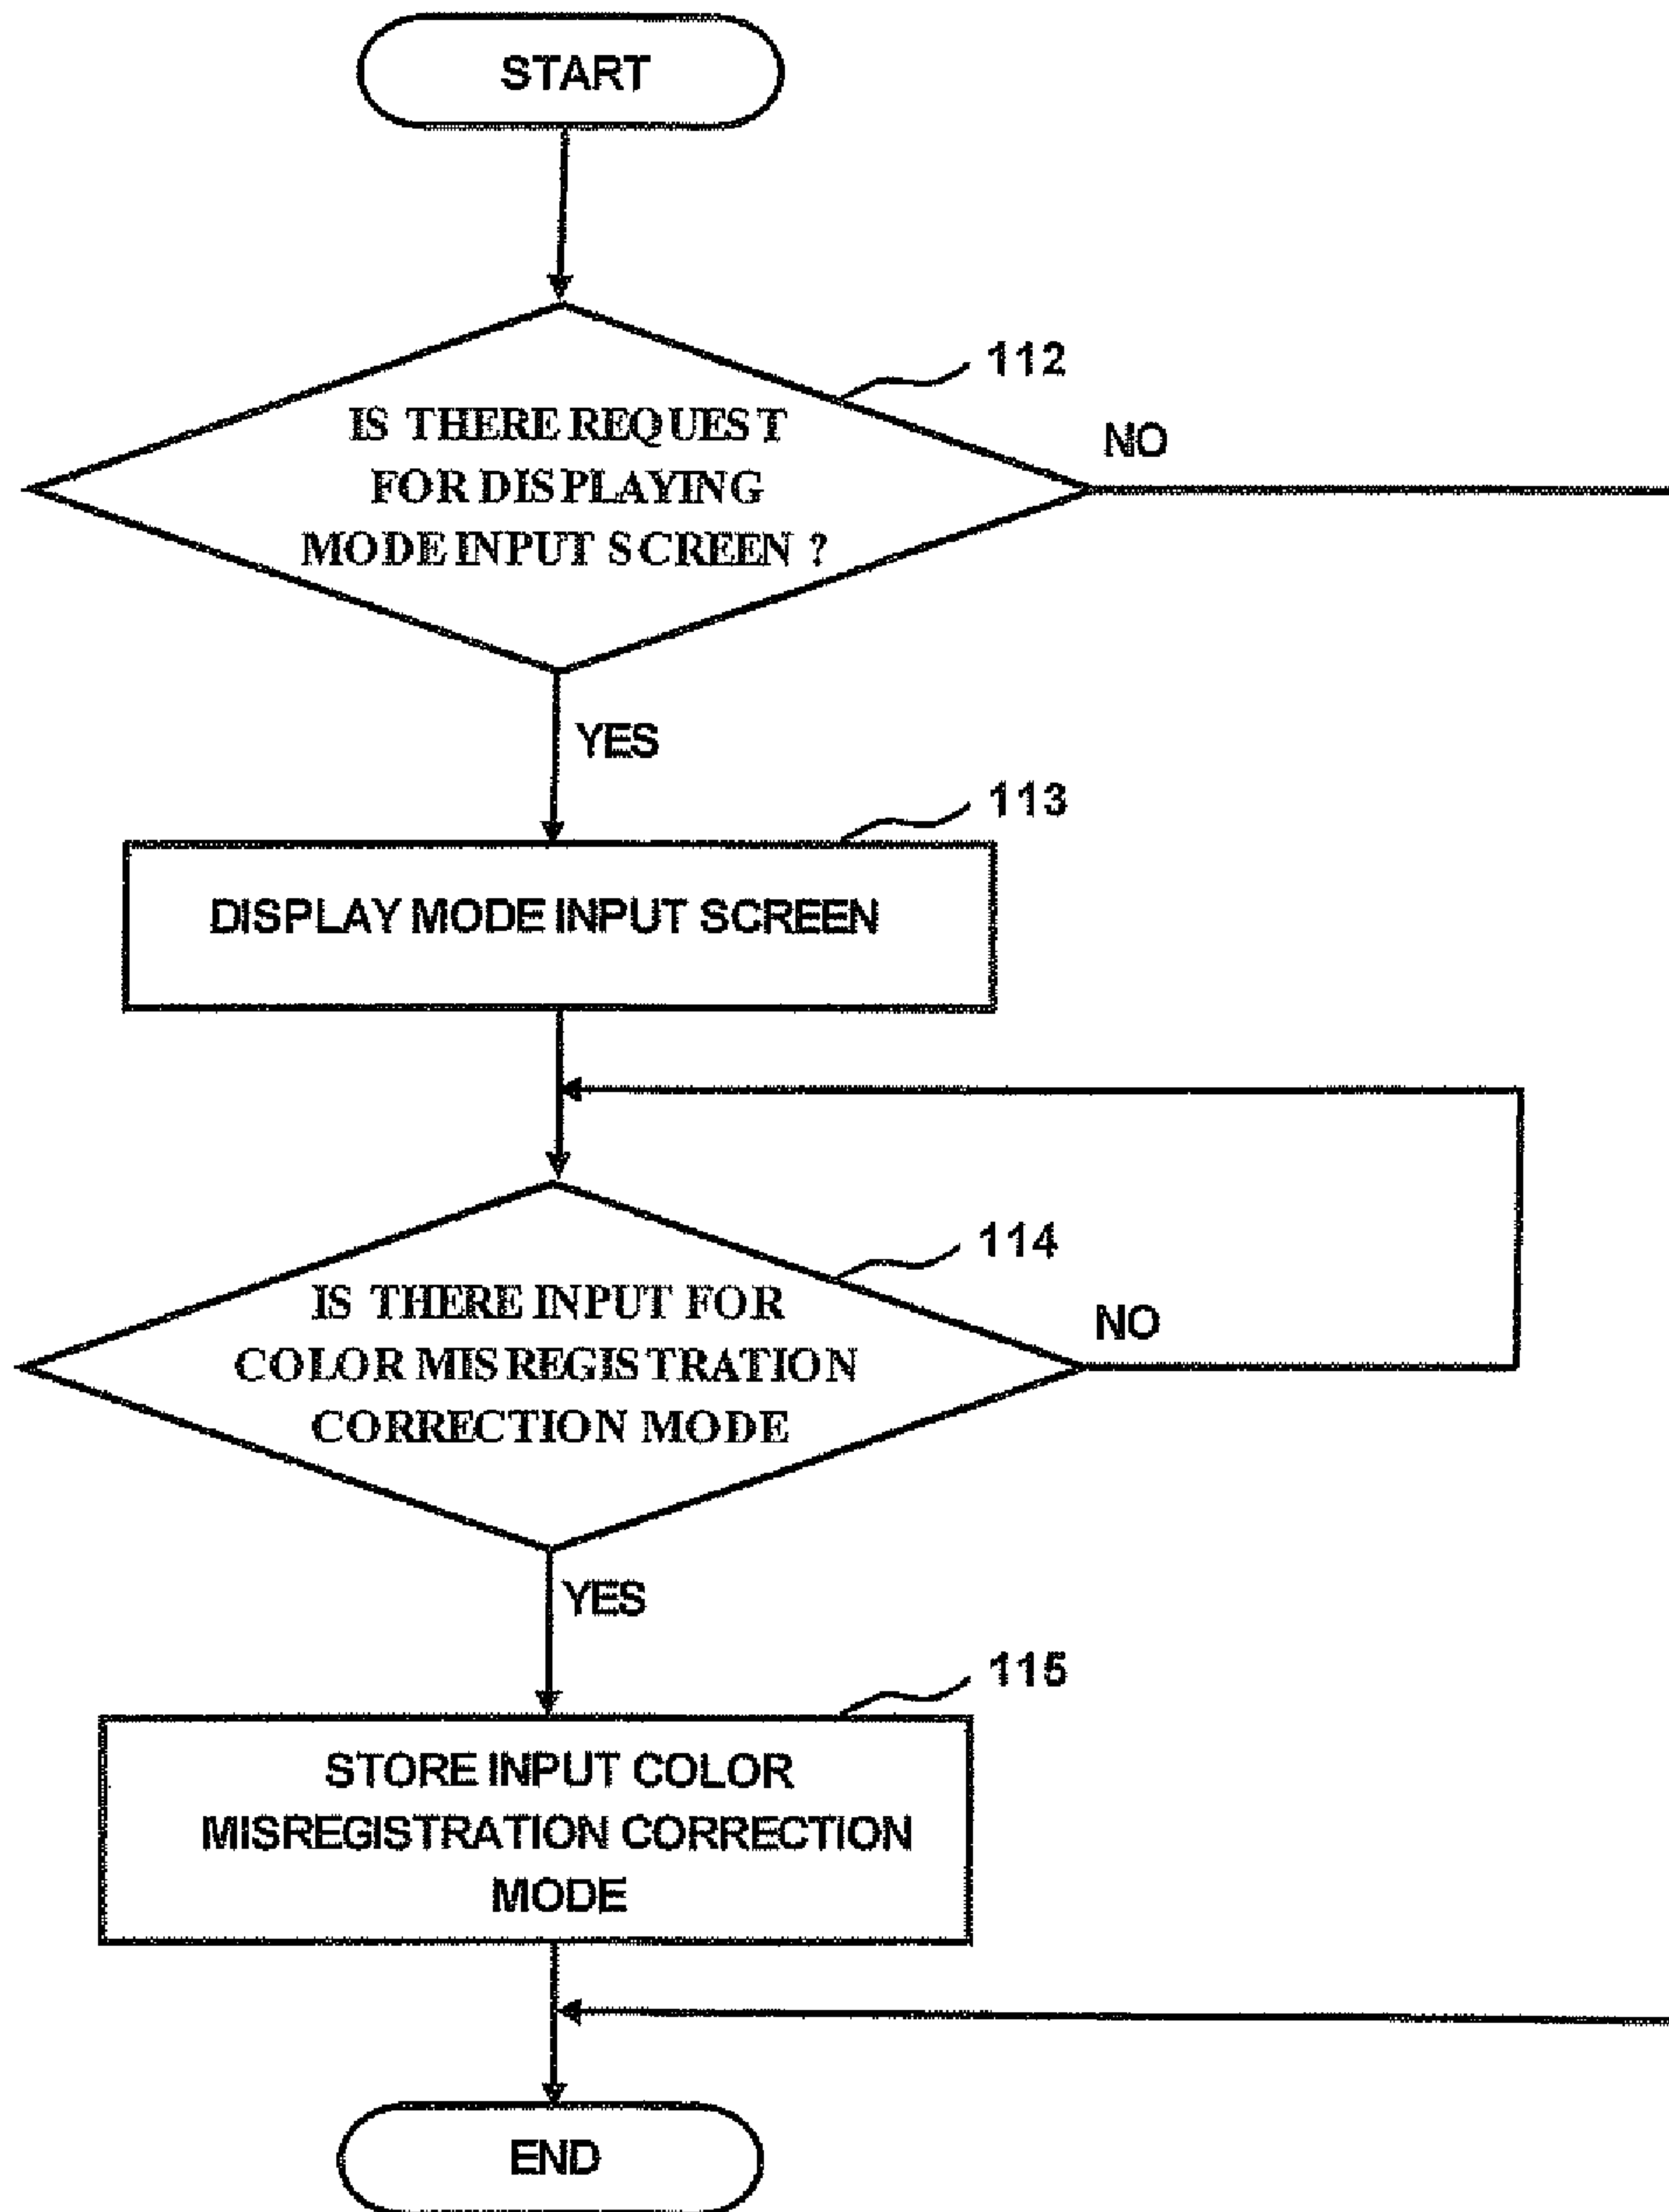 START
112
IS THERE REQUEST
FOR DISPLAYING
MODE INPUT SCREEN ?
NO
YES
113
DISPLAY MODE INPUT SCREEN
114
IS THERE INPUT FOR
COLOR MISREGISTRATION
CORRECTION MODE
NO
YES
115
STORE INPUT COLOR
MISREGISTRATION CORRECTION
MODE
END